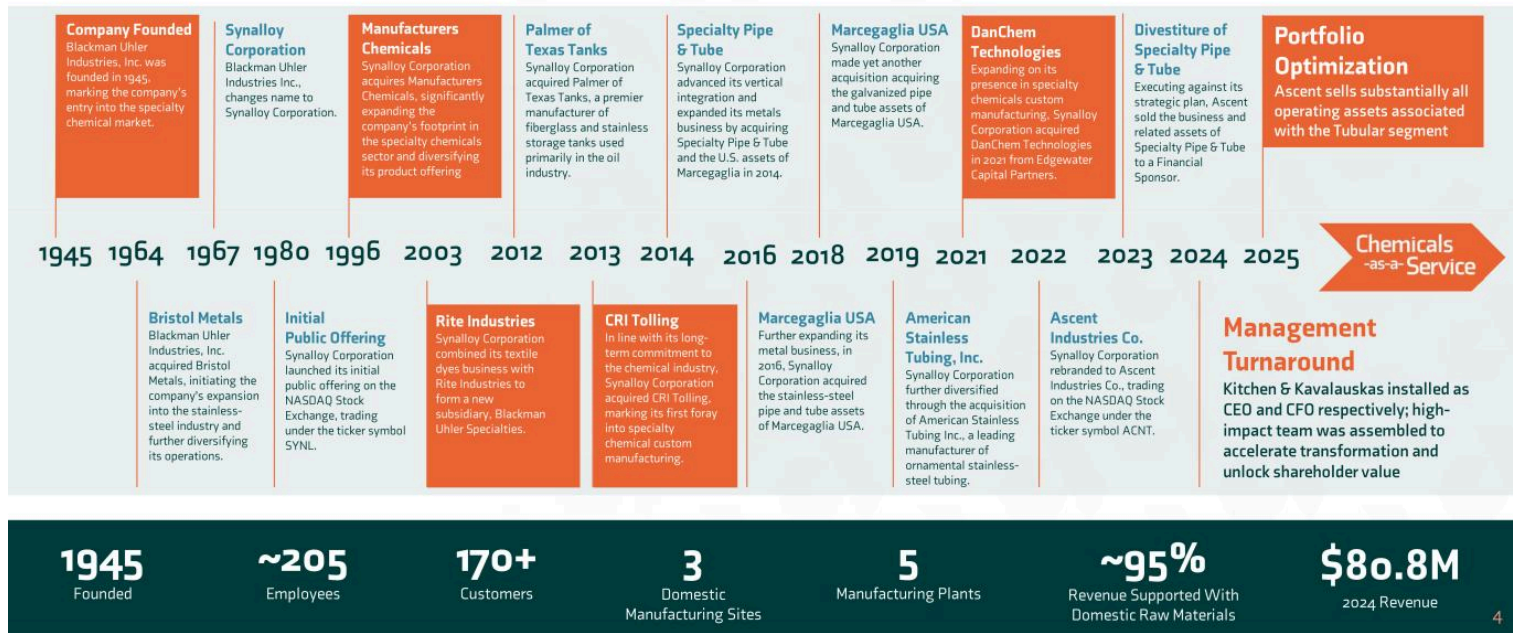 Company Founded
Blackman Uhler
Industries, Inc. was
founded in 1945,
marking the company's
entry into the specialty
chemical market.
Synalloy
Corporation
Blackman Uhler
Industries Inc.,
changes name to
Synalloy Corporation.
Manufacturers
Chemicals
Synalloy Corporation
acquires Manufacturers
Chemicals, significantly
expanding the
company's footprint in
the specialty chemicals
sector and diversifying
its product offering
Palmer of
Texas Tanks
Synalloy Corporation
acquired Palmer of
Texas Tanks, a premier
manufacturer of
fiberglass and stainless
storage tanks used
primarily in the oil
industry.
Specialty Pipe
& Tube
Synalloy Corporation
advanced its vertical
integration and
expanded its metals
business by acquiring
Specialty Pipe & Tube
and the U.S. assets of
Marcegaglia in 2014.
Marcegaglia USA
Synalloy Corporation
made yet another
acquisition acquiring
the galvanized pipe
and tube assets of
Marcegaglia USA.
DanChem
Technologies
Expanding on its
presence in specialty
chemicals custom
manufacturing, Synalloy
Corporation acquired
DanChem Technologies
in 2021 from Edgewater
Capital Partners.
Divestiture of
Specialty Pipe
& Tube
Executing against its
strategic plan, Ascent
sold the business and
related assets of
Specialty Pipe & Tube
to a Financial
Sponsor.
Portfolio
Optimization
Ascent sells substantially all
operating assets associated
with the Tubular segment
1945 1964 1967 1980 1996 2003 2012 2013 2014 2016 2018 2019 2021 2022 2023 2024 2025
Chemicals
-as-a- Service
Bristol Metals
Blackman Uhler
Industries, Inc.
acquired Bristol
Metals, initiating the
company's expansion
into the stainless-
steel industry and
further diversifying
its operations.
Initial
Public Offering
Synalloy Corporation
launched its initial
public offering on the
NASDAQ Stock
Exchange, trading
under the ticker symbol
SYNL.
Rite Industries
Synalloy Corporation
combined its textile
dyes business with
Rite Industries to
form a new
subsidiary, Blackman
Uhler Specialties.
CRI Tolling
In line with its long-
term commitment to
the chemical industry,
Synalloy Corporation
acquired CRI Tolling,
marking its first foray
into specialty
chemical custom
manufacturing.
Marcegaglia USA
Further expanding its
metal business, in
2016, Synalloy
Corporation acquired
the stainless-steel
pipe and tube assets
of Marcegaglia USA.
American
Stainless
Tubing, Inc.
Synalloy Corporation
further diversified
through the acquisition
of American Stainless
Tubing Inc., a leading
manufacturer of
ornamental stainless-
steel tubing.
Ascent
Industries Co.
Synalloy Corporation
rebranded to Ascent
Industries Co., trading
on the NASDAQ Stock
Exchange under the
ticker symbol ACNT.
Management
Turnaround
Kitchen & Kavalauskas installed as
CEO and CFO respectively; high-
impact team was assembled to
accelerate transformation and
unlock shareholder value
1945
Founded
~205
Employees
170+
Customers
3
Domestic
Manufacturing Sites
5
Manufacturing Plants
~95%
Revenue Supported With
Domestic Raw Materials
$80.8M
2024 Revenue
4